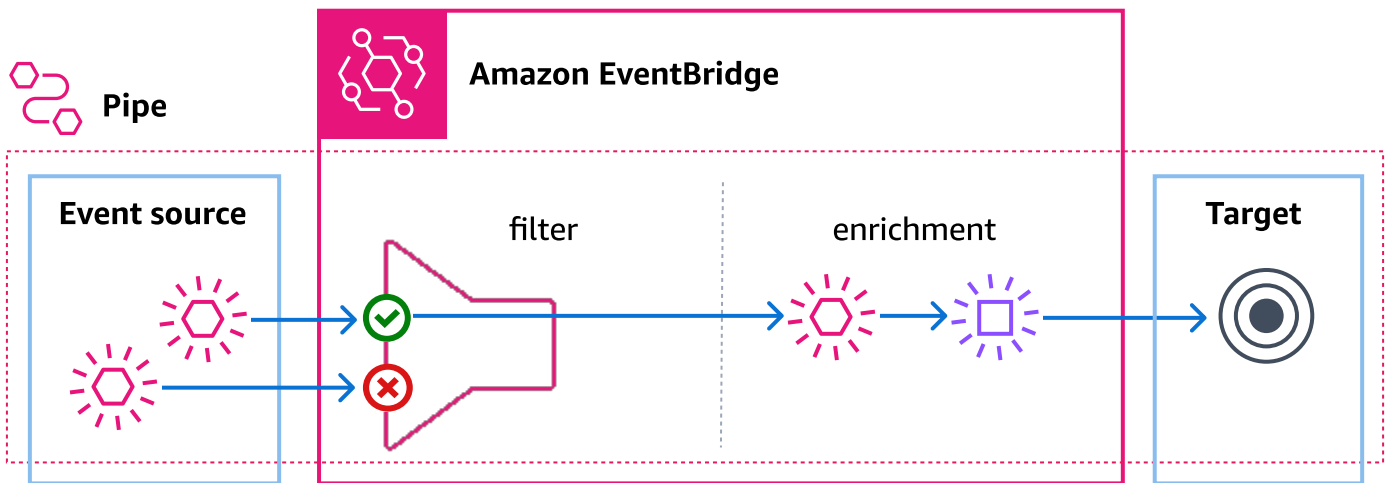 Amazon EventBridge
Pipe
Event source
filter
enrichment
Target